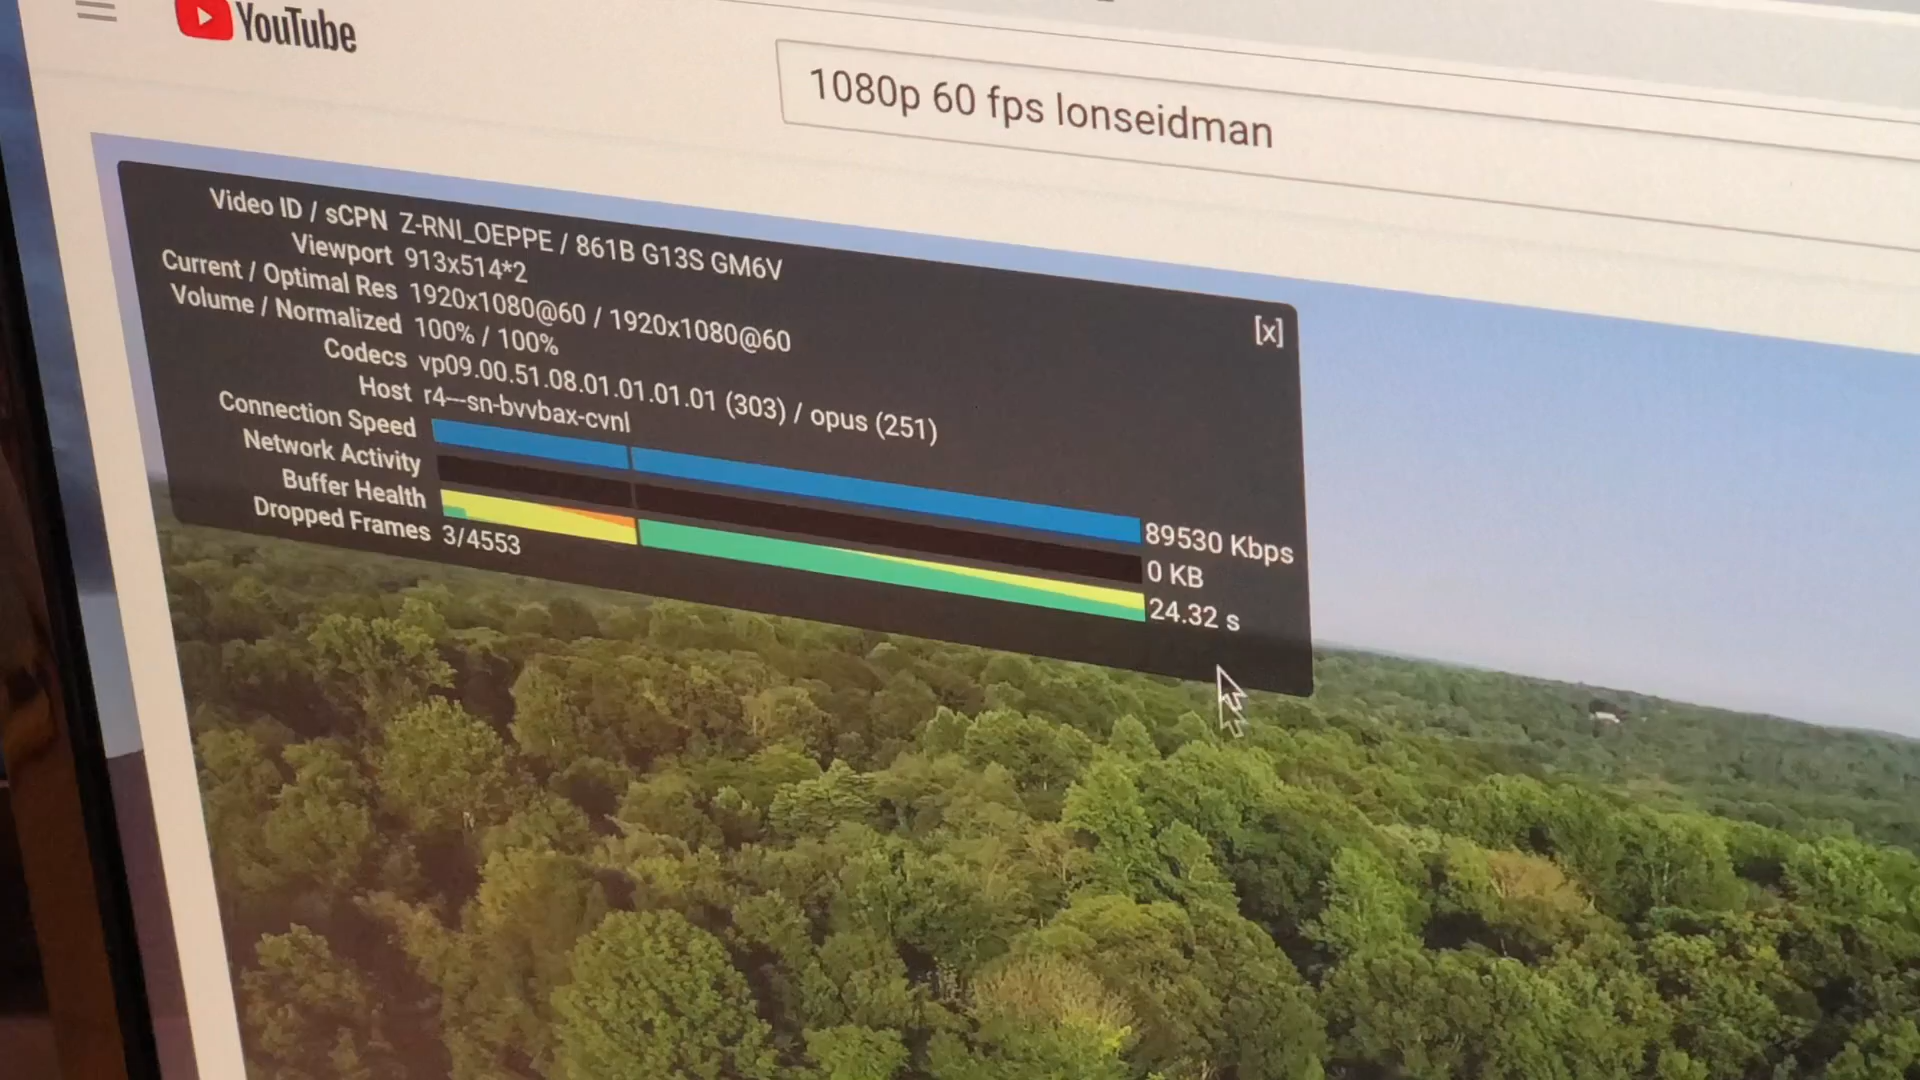 YouTube
1080p 60 fps lonseidman
Video ID / sCPN Z-RNI_OEPPE / 861B G13S GM6V
[x]
Viewport 913x514*2
Current / Optimal Res 1920x1080@60 / 1920x1080@60
Volume / Normalized 100% / 100%
Codecs vp09.00.51.08.01.01.01.01 (303) / opus (251)
Host r4---sn-bvvbax-cvnl
Connection Speed 89530 Kbps
Network Activity 0 KB
Buffer Health 24.32 s
Dropped Frames 3/4553